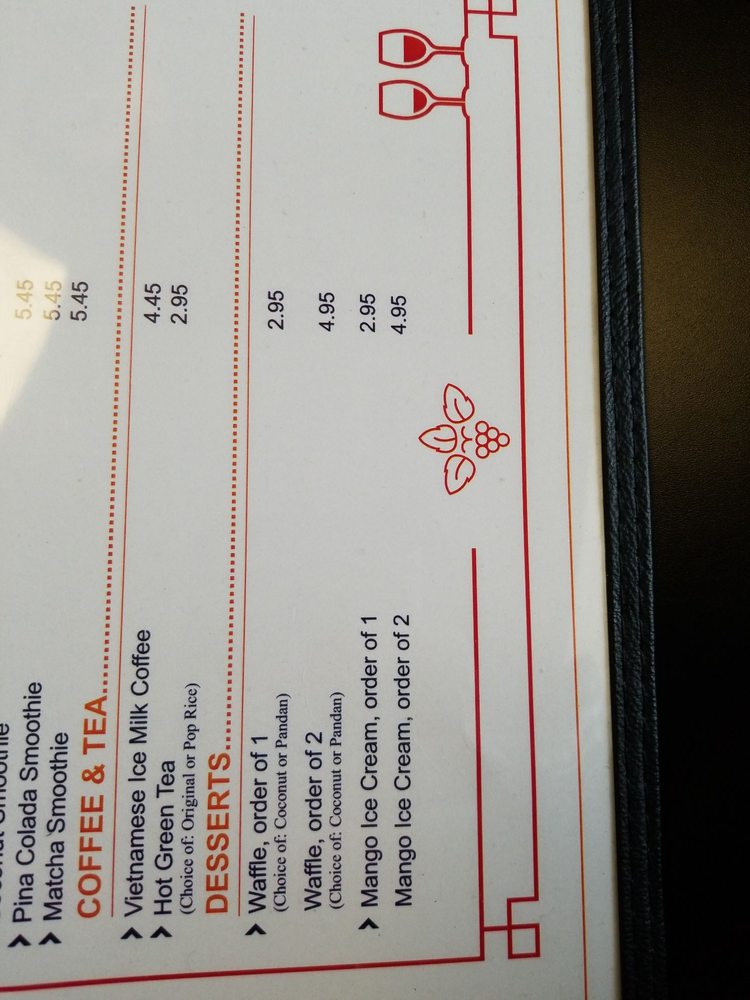 Smoothie 5.45
Pina Colada Smoothie 5.45
Matcha Smoothie 5.45
COFFEE & TEA
Vietnamese Ice Milk Coffee 4.45
Hot Green Tea 2.95
(Choice of: Original or Pop Rice)
DESSERTS
Waffle, order of 1 2.95
(Choice of: Coconut or Pandan)
Waffle, order of 2 4.95
(Choice of: Coconut or Pandan)
Mango Ice Cream, order of 1 2.95
Mango Ice Cream, order of 2 4.95